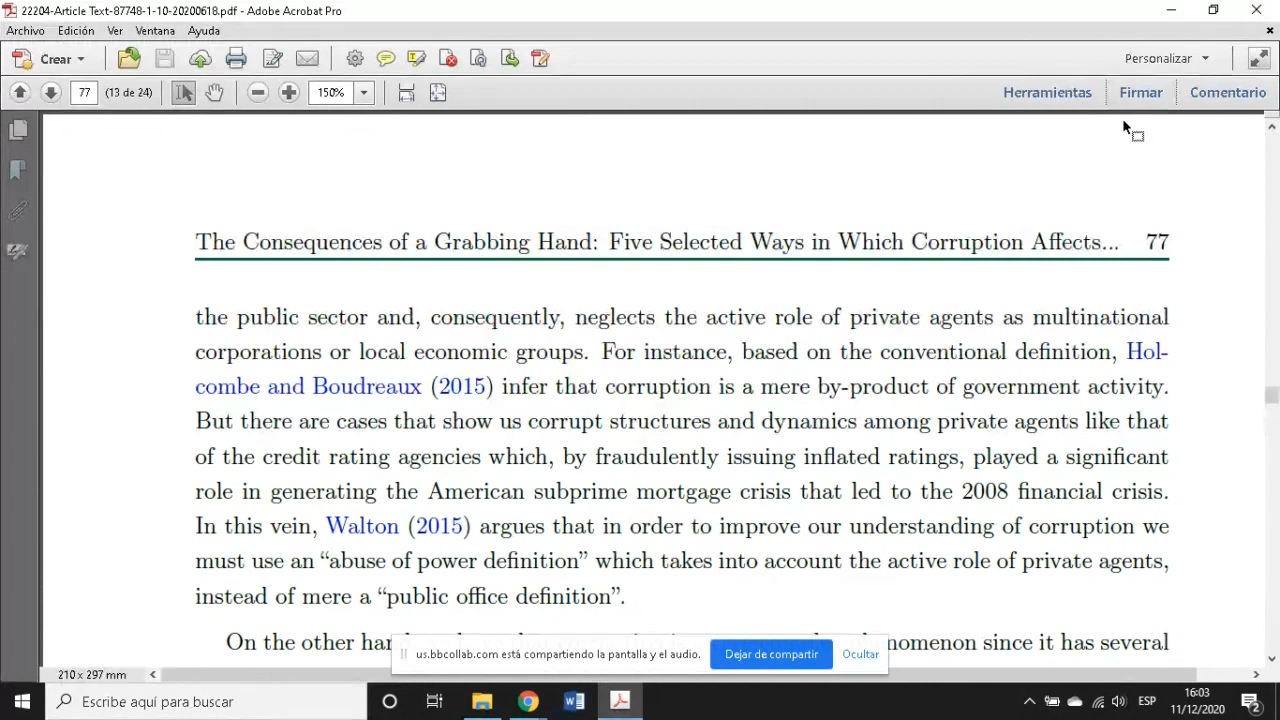 22204-Article Text-87748-1-10-20200618.pdf - Adobe Acrobat Pro
Archivo Edición Ver Ventana Ayuda
Crear Personalizar
77 (13 de 24) 150% Herramientas Firmar Comentario
The Consequences of a Grabbing Hand: Five Selected Ways in Which Corruption Affects... 77
the public sector and, consequently, neglects the active role of private agents as multinational
corporations or local economic groups. For instance, based on the conventional definition, Hol-
combe and Boudreaux (2015) infer that corruption is a mere by-product of government activity.
But there are cases that show us corrupt structures and dynamics among private agents like that
of the credit rating agencies which, by fraudulently issuing inflated ratings, played a significant
role in generating the American subprime mortgage crisis that led to the 2008 financial crisis.
In this vein, Walton (2015) argues that in order to improve our understanding of corruption we
must use an “abuse of power definition” which takes into account the active role of private agents,
instead of mere a “public office definition”.
On the other since it has several
us.bbcollab.com está compartiendo la pantalla y el audio. Dejar de compartir Ocultar
210 x 297 mm
Escribe aquí para buscar
ESP
16:03
11/12/2020
2